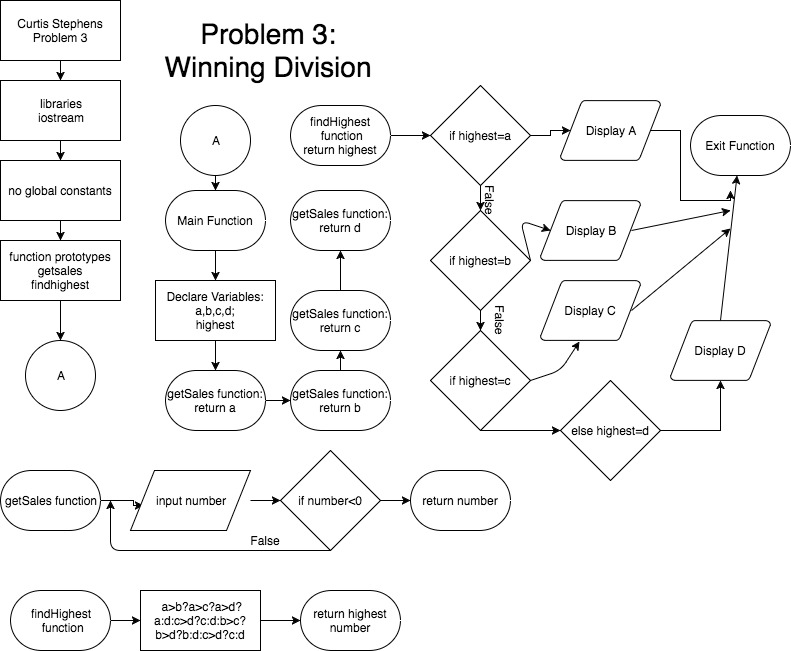 Curtis Stephens
Problem 3
libraries
iostream
no global constants
function prototypes
getsales
findhighest
A
Problem 3:
Winning Division
A
Main Function
Declare Variables:
a,b,c,d;
highest
getSales function:
return a
getSales function:
return b
getSales function:
return c
getSales function:
return d
findHighest
function
return highest
if highest=a
Display A
Exit Function
False
if highest=b
Display B
False
if highest=c
Display C
else highest=d
Display D
getSales function
input number
if number<0
return number
False
findHighest
function
a>b?a>c?a>d?
a:d:c>d?c:d:b>c?
b>d?b:d:c>d?c:d
return highest
number